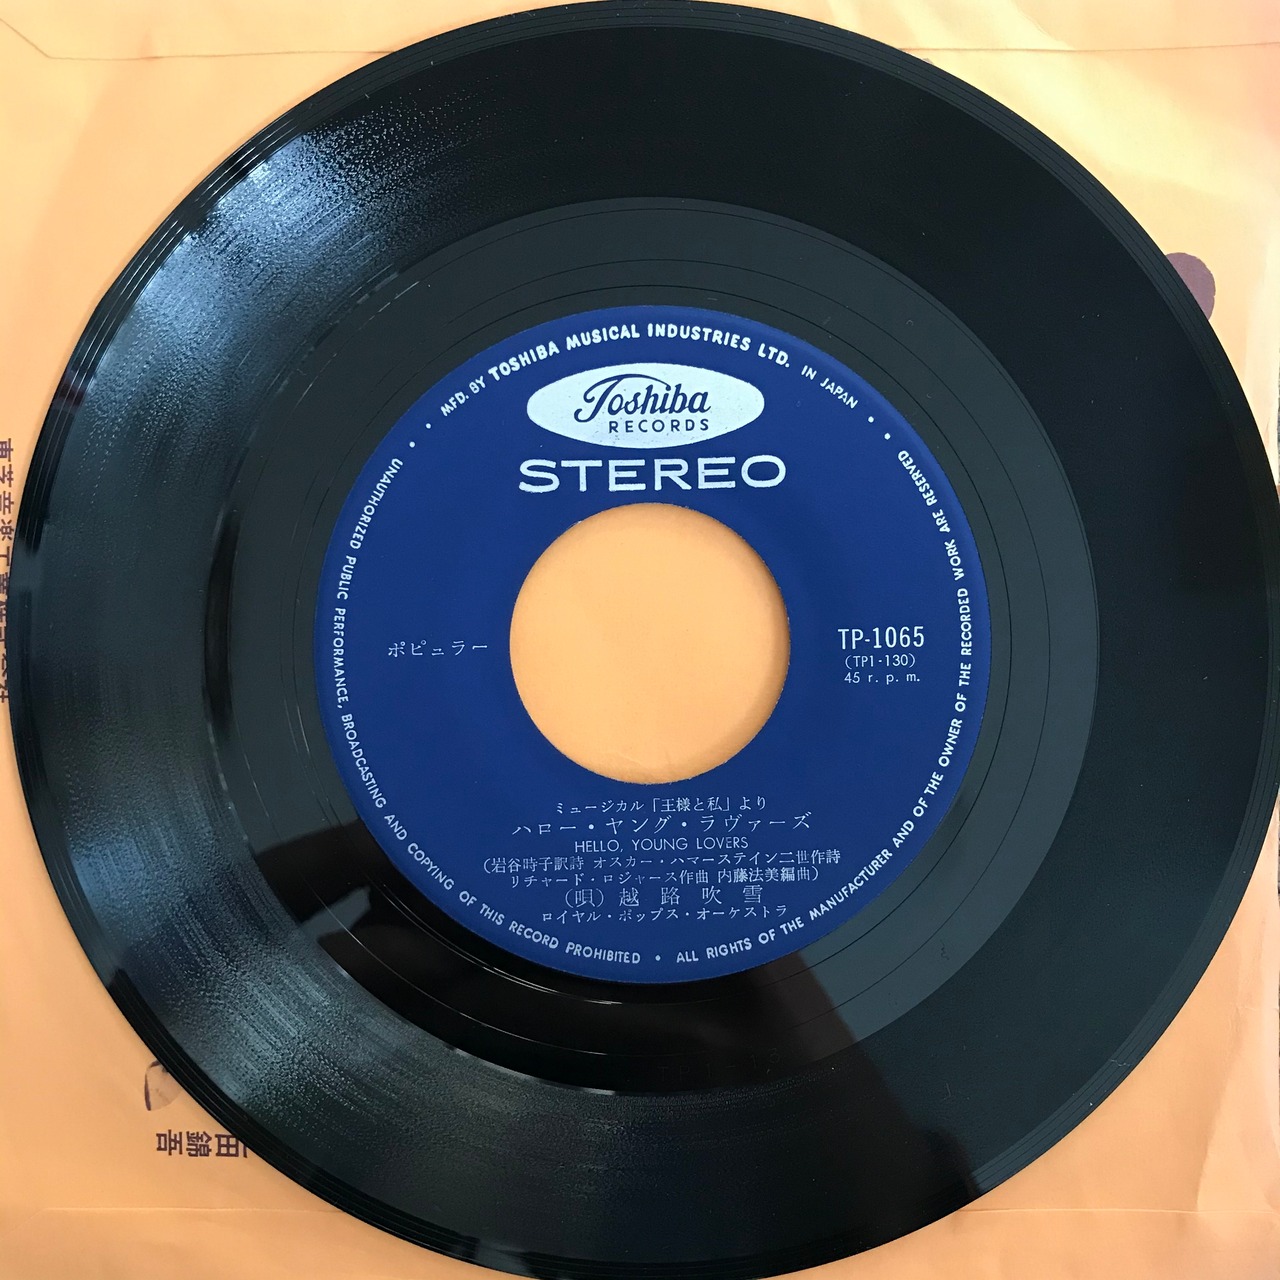 MFD. BY TOSHIBA MUSICAL INDUSTRIES LTD. IN JAPAN
Toshiba
RECORDS
STEREO
ポピュラー
TP-1065
(TP1-130)
45 r. p. m.
ミュージカル「王様と私」より
ハロー・ヤング・ラヴァーズ
HELLO, YOUNG LOVERS
(岩谷時子訳詩 オスカー・ハマーステイン二世作詩
リチャード・ロジャース作曲 内藤法美編曲)
(唄) 越路吹雪
ロイヤル・ポップス・オーケストラ
UNAUTHORIZED PUBLIC PERFORMANCE, BROADCASTING AND COPYING OF THIS RECORD PROHIBITED • ALL RIGHTS OF THE MANUFACTURER AND OF THE OWNER OF THE RECORDED WORK ARE RESERVED
田錦吾